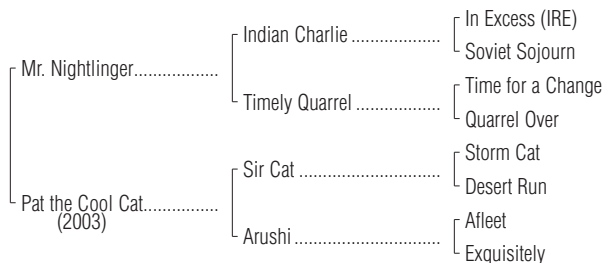 In Excess (IRE)
Indian Charlie ....................
Soviet Sojourn
Mr. Nightlinger...................
Time for a Change
Timely Quarrel ...................
Quarrel Over
Storm Cat
Sir Cat ................................
Desert Run
Pat the Cool Cat.................
(2003)
Afleet
Arushi .................................
Exquisitely